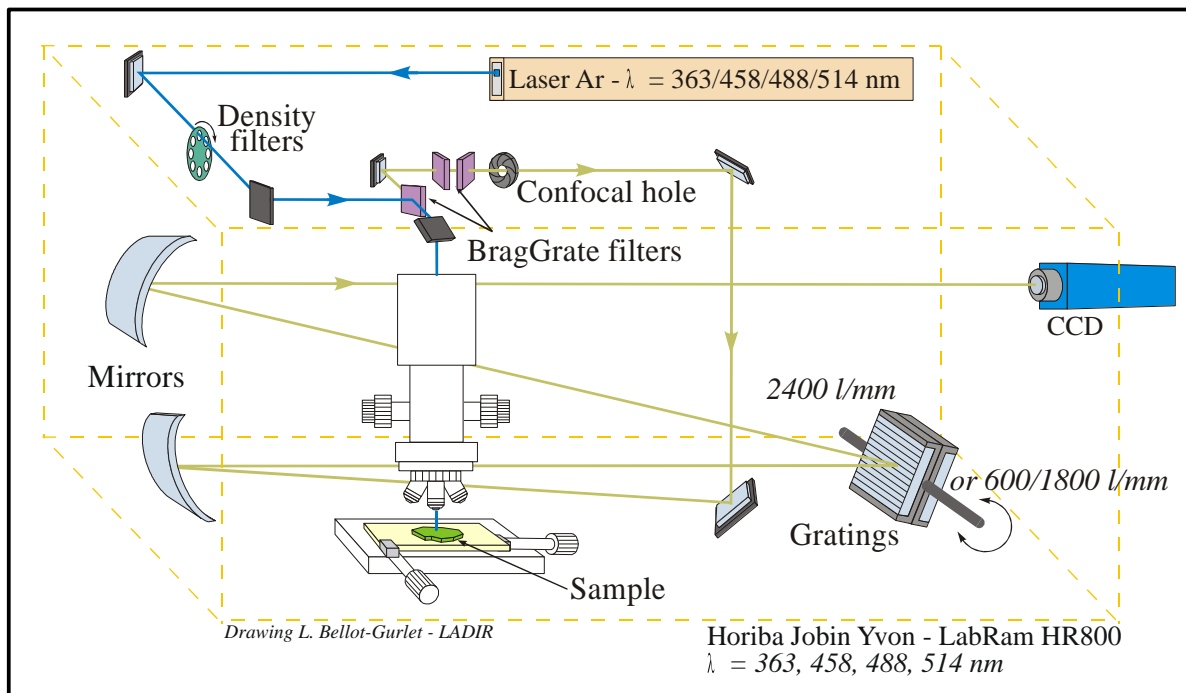 Laser Ar - λ = 363/458/488/514 nm
Density
filters
Confocal hole
BragGrate filters
CCD
Mirrors
2400 l/mm
or 600/1800 l/mm
Gratings
Sample
Drawing L. Bellot-Gurlet - LADIR
Horiba Jobin Yvon - LabRam HR800
λ = 363, 458, 488, 514 nm